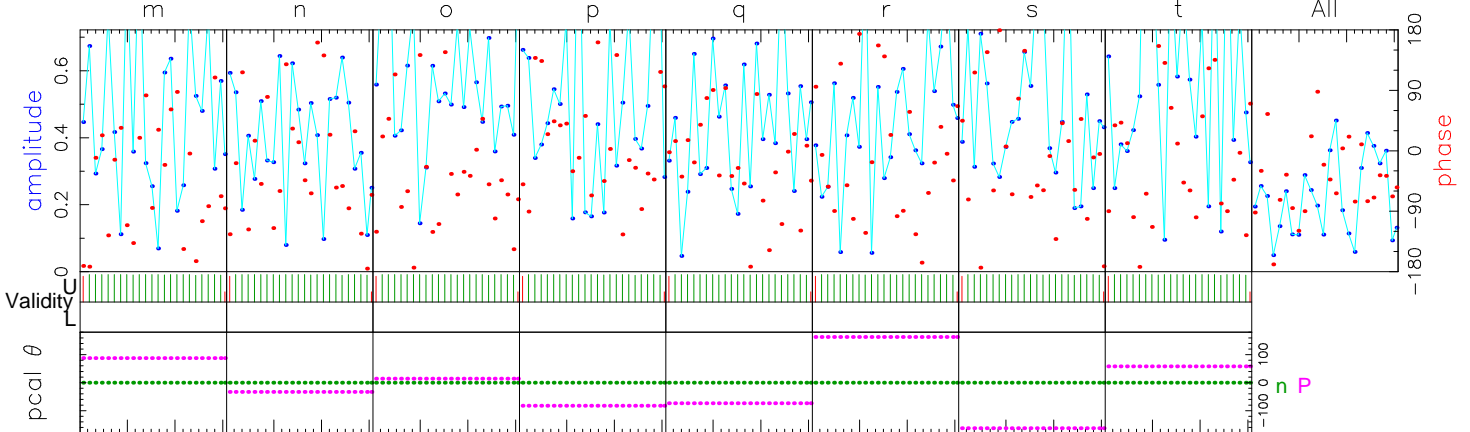 m n o p q r s t All
amplitude
0 0.2 0.4 0.6
phase
180 90 0 −90 −180
Validity
U
L
pcal θ
100 0 −100
n P